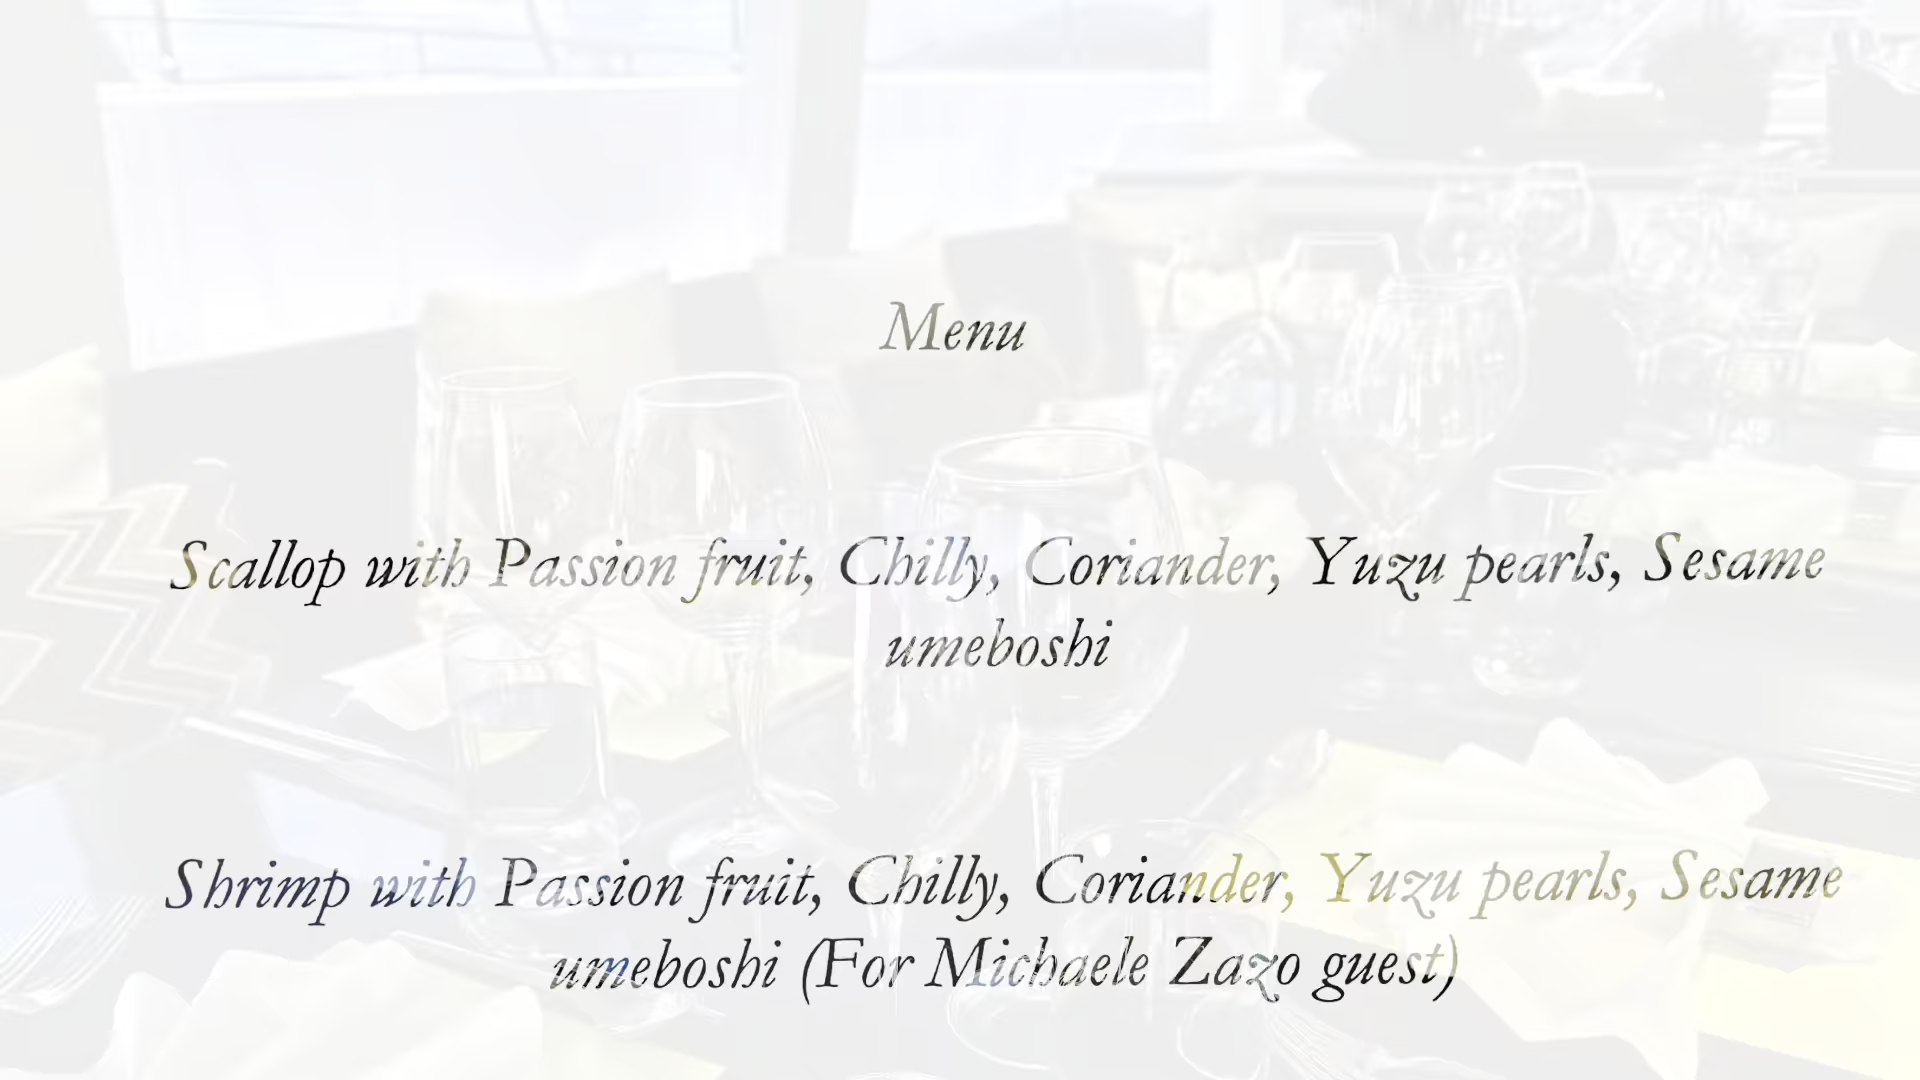 Menu
Scallop with Passion fruit, Chilly, Coriander, Yuzu pearls, Sesame
umeboshi
Shrimp with Passion fruit, Chilly, Coriander, Yuzu pearls, Sesame
umeboshi (For Michaele Zazo guest)